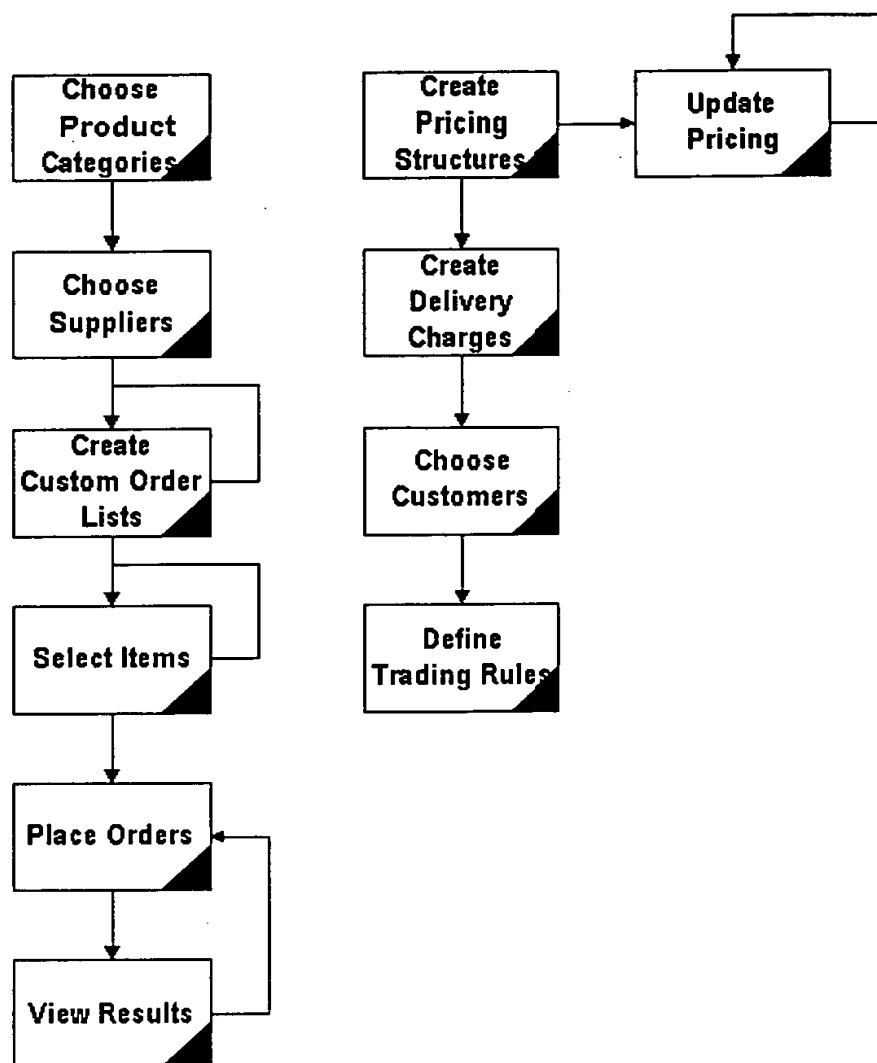 Choose
Product
Categories
Choose
Suppliers
Create
Custom Order
Lists
Select Items
Place Orders
View Results
Create
Pricing
Structures
Create
Delivery
Charges
Choose
Customers
Define
Trading Rules
Update
Pricing